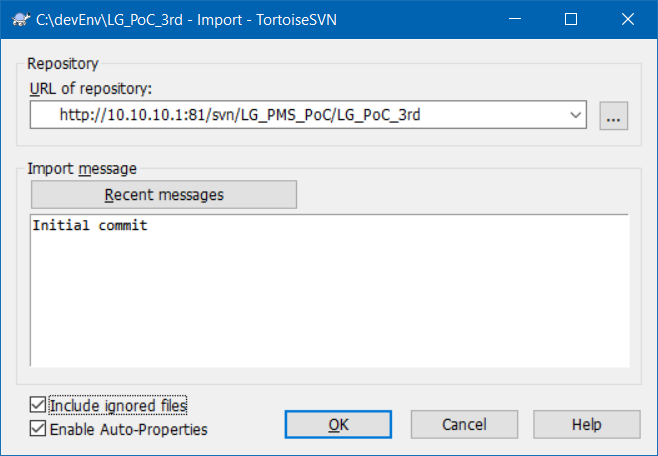 C:\devEnv\LG_PoC_3rd - Import - TortoiseSVN
Repository
URL of repository:
http://10.10.10.1:81/svn/LG_PMS_PoC/LG_PoC_3rd
...
Import message
Recent messages
Initial commit
Include ignored files
Enable Auto-Properties
OK
Cancel
Help